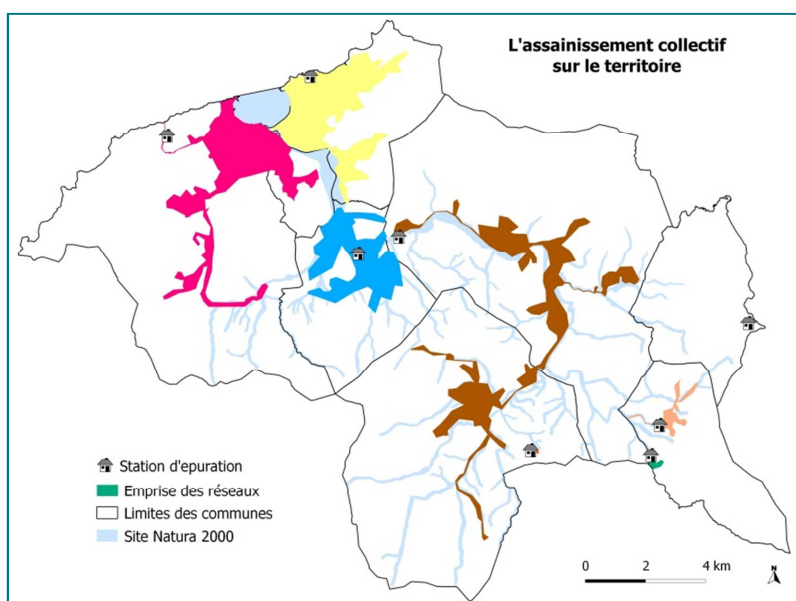 L'assainissement collectif
sur le territoire
Station d'epuration
Emprise des réseaux
Limites des communes
Site Natura 2000
0 2 4 km
N